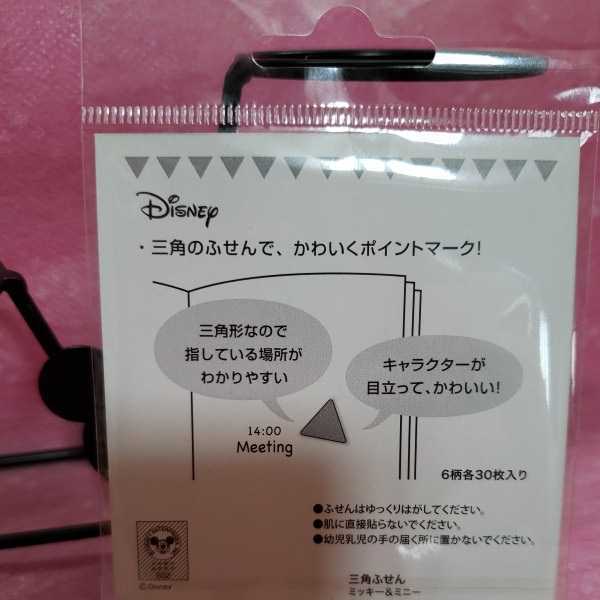 Disney
・三角のふせんで、かわいくポイントマーク!
三角形なので
指している場所が
わかりやすい
キャラクターが
目立って、かわいい!
14:00
Meeting
6柄各30枚入り
●ふせんはゆっくりはがしてください。
●肌に直接貼らないでください。
●幼児乳児の手の届く所に置かないでください。
©Disney
三角ふせん
ミッキー&ミニー